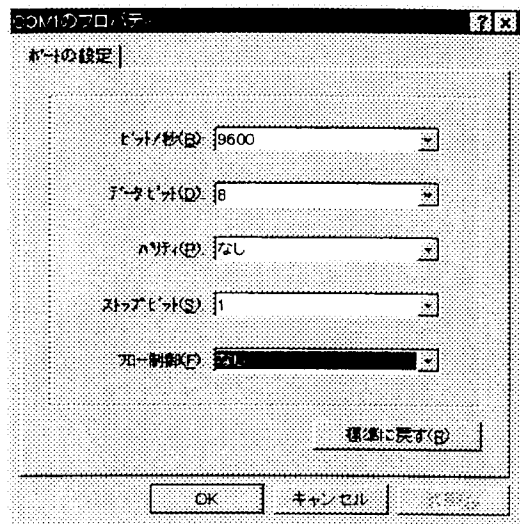 COM1のプロパティ
ﾎﾟｰﾄの設定
ﾋﾞｯﾄ/秒(B): 9600
ﾃﾞｰﾀ ﾋﾞｯﾄ(D): 8
ﾊﾟﾘﾃｨ(P): なし
ｽﾄｯﾌﾟ ﾋﾞｯﾄ(S): 1
ﾌﾛｰ制御(F): なし
標準に戻す(R)
OK キャンセル